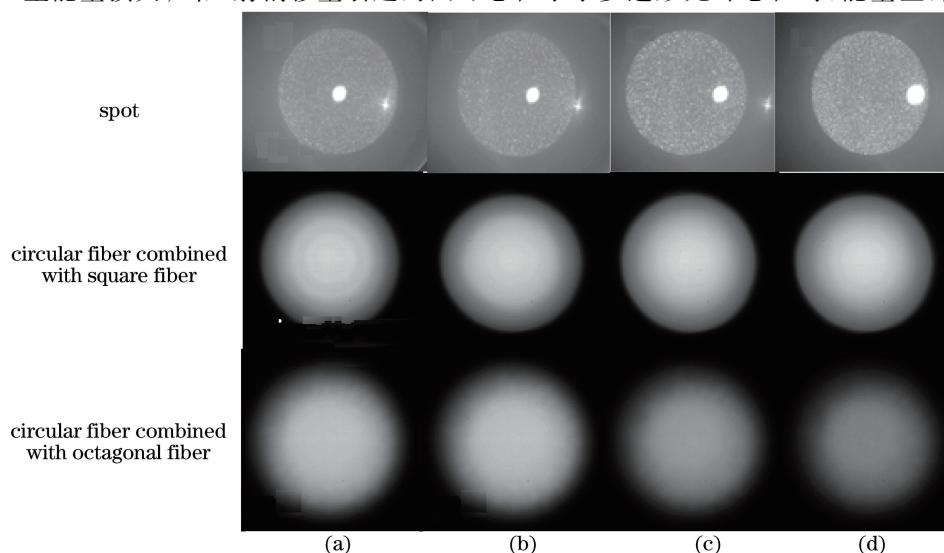 spot
circular fiber combined
with square fiber
circular fiber combined
with octagonal fiber
(a) (b) (c) (d)